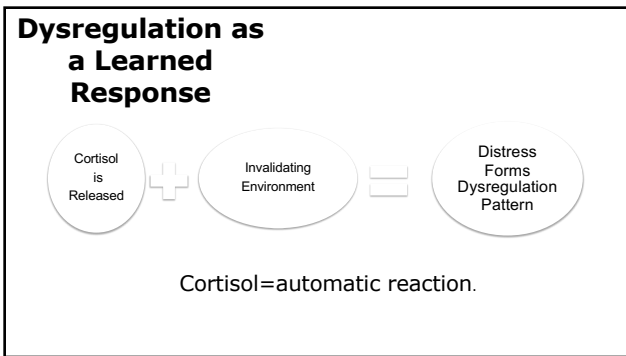 Dysregulation as
a Learned
Response
Cortisol
is
Released
+
Invalidating
Environment
=
Distress
Forms
Dysregulation
Pattern
Cortisol=automatic reaction.